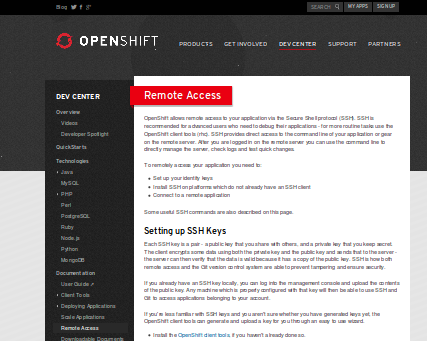 Blog
SEARCH
MY APPS
SIGN UP
OPENSHIFT
PRODUCTS
GET INVOLVED
DEV CENTER
SUPPORT
PARTNERS
DEV CENTER
Overview
Videos
Developer Spotlight
QuickStarts
Technologies
Java
MySQL
PHP
Perl
PostgreSQL
Ruby
Node.js
Python
MongoDB
Documentation
User Guide
Client Tools
Deploying Applications
Scale Applications
Remote Access
Downloadable Documents
Remote Access
OpenShift allows remote access to your application via the Secure Shell protocol (SSH). SSH is
recommended for advanced users who need to debug their applications - for more routine tasks use the
OpenShift client tools (rhc). SSH provides direct access to the command line of your application or gear
on the remote server. After you are logged in on the remote server you can use the command line to
directly manage the server, check logs and test quick changes.
To remotely access your application you need to:
• Set up your identity keys
• Install SSH on platforms which do not already have an SSH client
• Connect to a remote application
Some useful SSH commands are also described on this page.
Setting up SSH Keys
Each SSH key is a pair - a public key that you share with others, and a private key that you keep secret.
The client encrypts some data using both the private key and the public key and sends that to the server -
the server can then verify that the data is valid because it has a copy of the public key. SSH is how both
remote access and the Git version control system are able to prevent tampering and ensure security.
If you already have an SSH key locally, you can log into the management console and upload the contents
of the public key. Any machine which is properly configured with that key will then be able to use SSH and
Git to access applications belonging to your account.
If you aren't familiar with SSH keys and you aren't sure whether you have generated keys yet, the
OpenShift client tools can generate and upload a key for you through an easy to use wizard.
• Install the OpenShift client tools, if you haven't already done so.